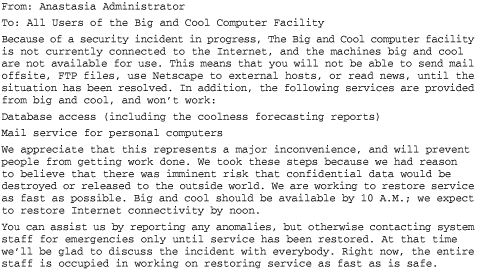 From: Anastasia Administrator
To: All Users of the Big and Cool Computer Facility
Because of a security incident in progress, The Big and Cool computer facility
is not currently connected to the Internet, and the machines big and cool
are not available for use. This means that you will not be able to send mail
offsite, FTP files, use Netscape to external hosts, or read news, until the
situation has been resolved. In addition, the following services are provided
from big and cool, and won't work:
Database access (including the coolness forecasting reports)
Mail service for personal computers
We appreciate that this represents a major inconvenience, and will prevent
people from getting work done. We took these steps because we had reason
to believe that there was imminent risk that confidential data would be
destroyed or released to the outside world. We are working to restore service
as fast as possible. Big and cool should be available by 10 A.M.; we expect
to restore Internet connectivity by noon.
You can assist us by reporting any anomalies, but otherwise contacting system
staff for emergencies only until service has been restored. At that time
we'll be glad to discuss the incident with everybody. Right now, the entire
staff is occupied in working on restoring service as fast as is safe.